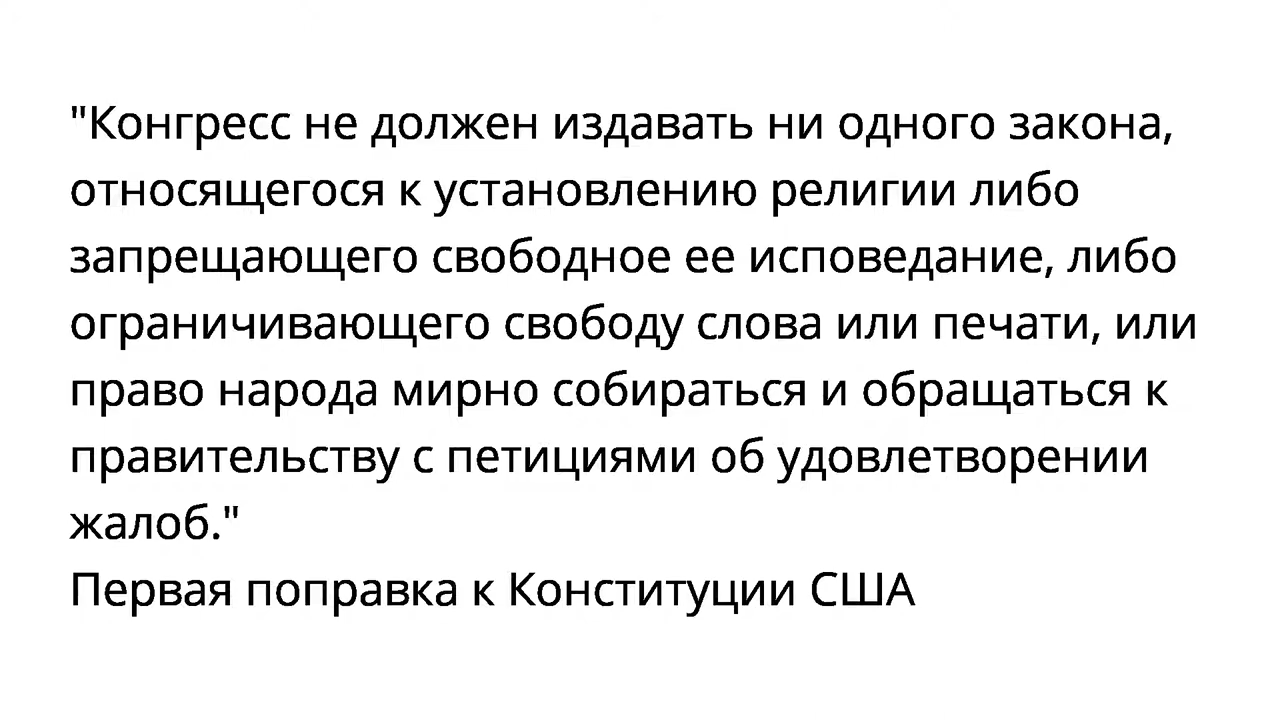 "Конгресс не должен издавать ни одного закона,
относящегося к установлению религии либо
запрещающего свободное ее исповедание, либо
ограничивающего свободу слова или печати, или
право народа мирно собираться и обращаться к
правительству с петициями об удовлетворении
жалоб."
Первая поправка к Конституции США